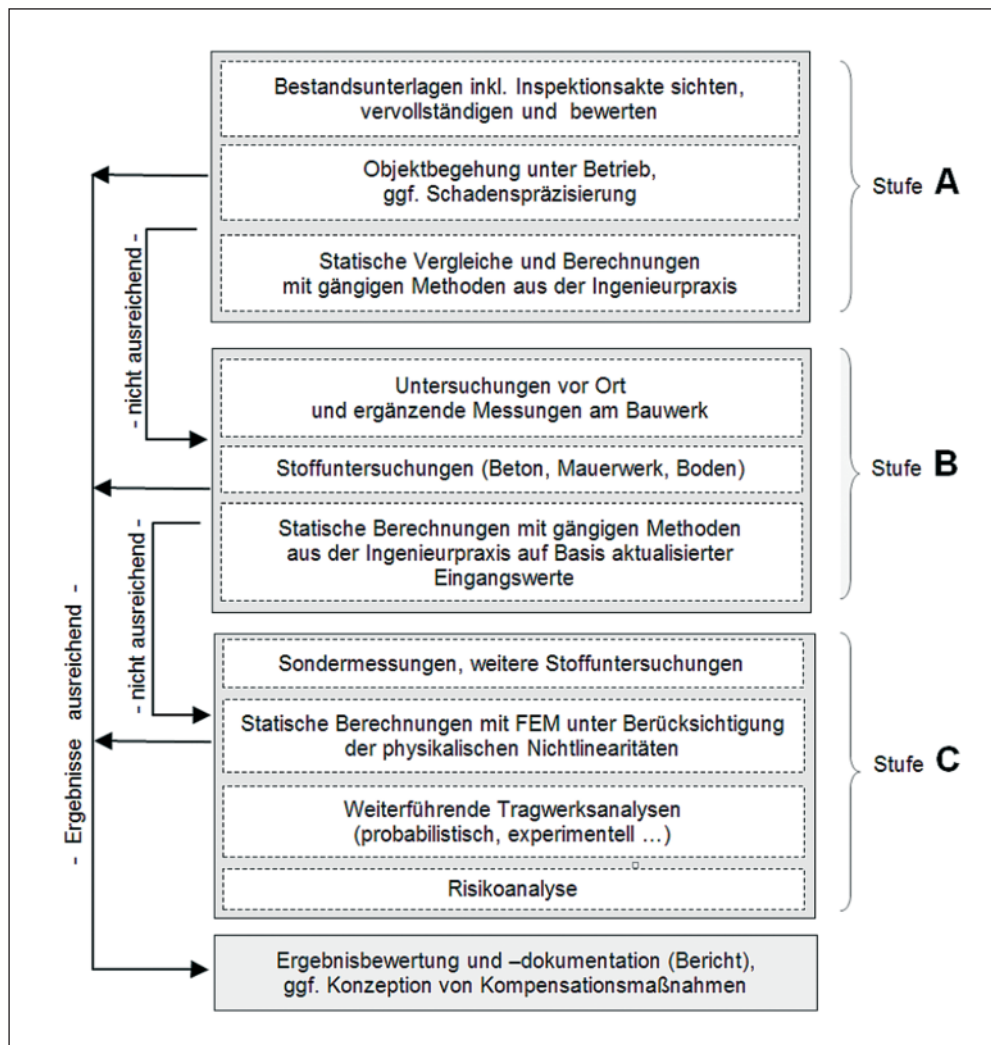 Bestandsunterlagen inkl. Inspektionsakte sichten,
vervollständigen und bewerten
Objektbegehung unter Betrieb,
ggf. Schadenspräzisierung
Statische Vergleiche und Berechnungen
mit gängigen Methoden aus der Ingenieurpraxis
Stufe A
- nicht ausreichend -
Untersuchungen vor Ort
und ergänzende Messungen am Bauwerk
Stoffuntersuchungen (Beton, Mauerwerk, Boden)
Statische Berechnungen mit gängigen Methoden
aus der Ingenieurpraxis auf Basis aktualisierter
Eingangswerte
Stufe B
- nicht ausreichend -
Sondermessungen, weitere Stoffuntersuchungen
Statische Berechnungen mit FEM unter Berücksichtigung
der physikalischen Nichtlinearitäten
Weiterführende Tragwerksanalysen
(probabilistisch, experimentell ...)
Risikoanalyse
Stufe C
- Ergebnisse ausreichend -
Ergebnisbewertung und –dokumentation (Bericht),
ggf. Konzeption von Kompensationsmaßnahmen